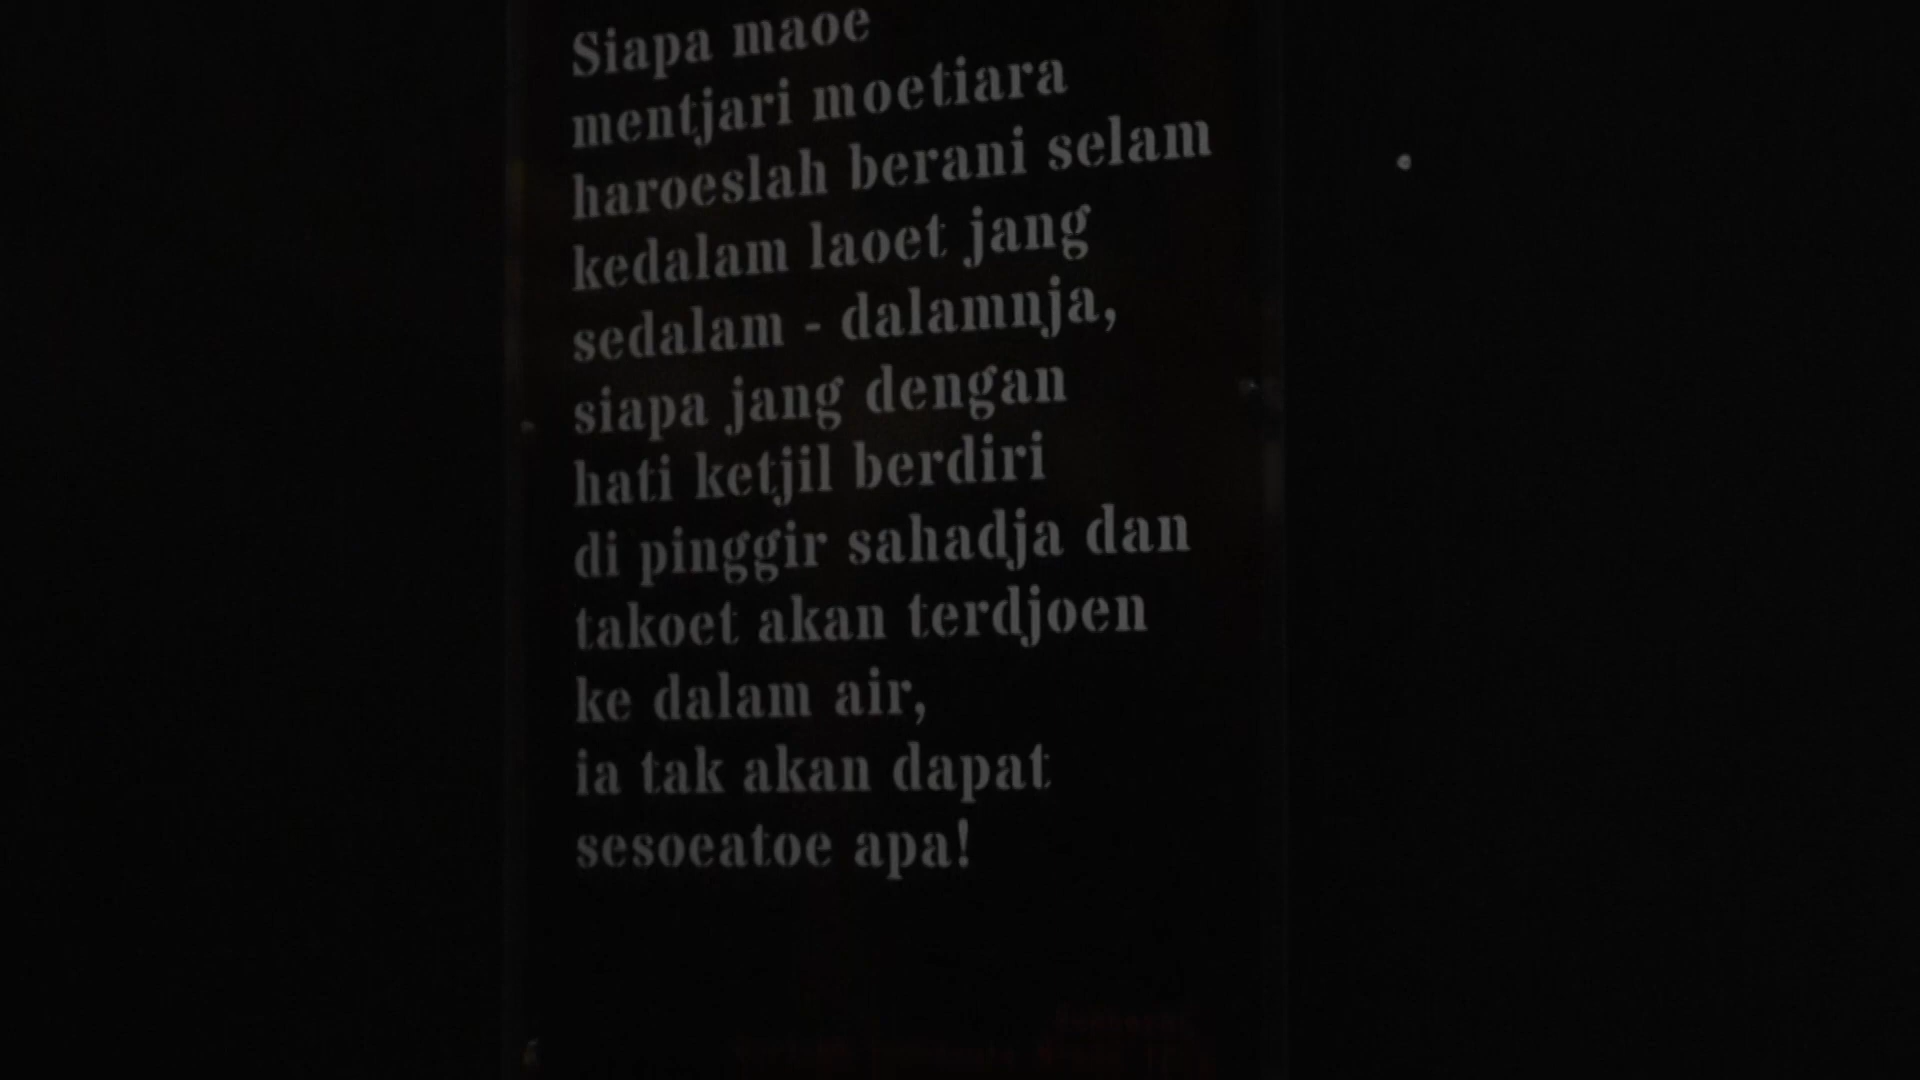 Siapa maoe
mentjari moetiara
haroeslah berani selam
kedalam laoet jang
sedalam - dalamnja,
siapa jang dengan
hati ketjil berdiri
di pinggir sahadja dan
takoet akan terdjoen
ke dalam air,
ia tak akan dapat
sesoeatoe apa!